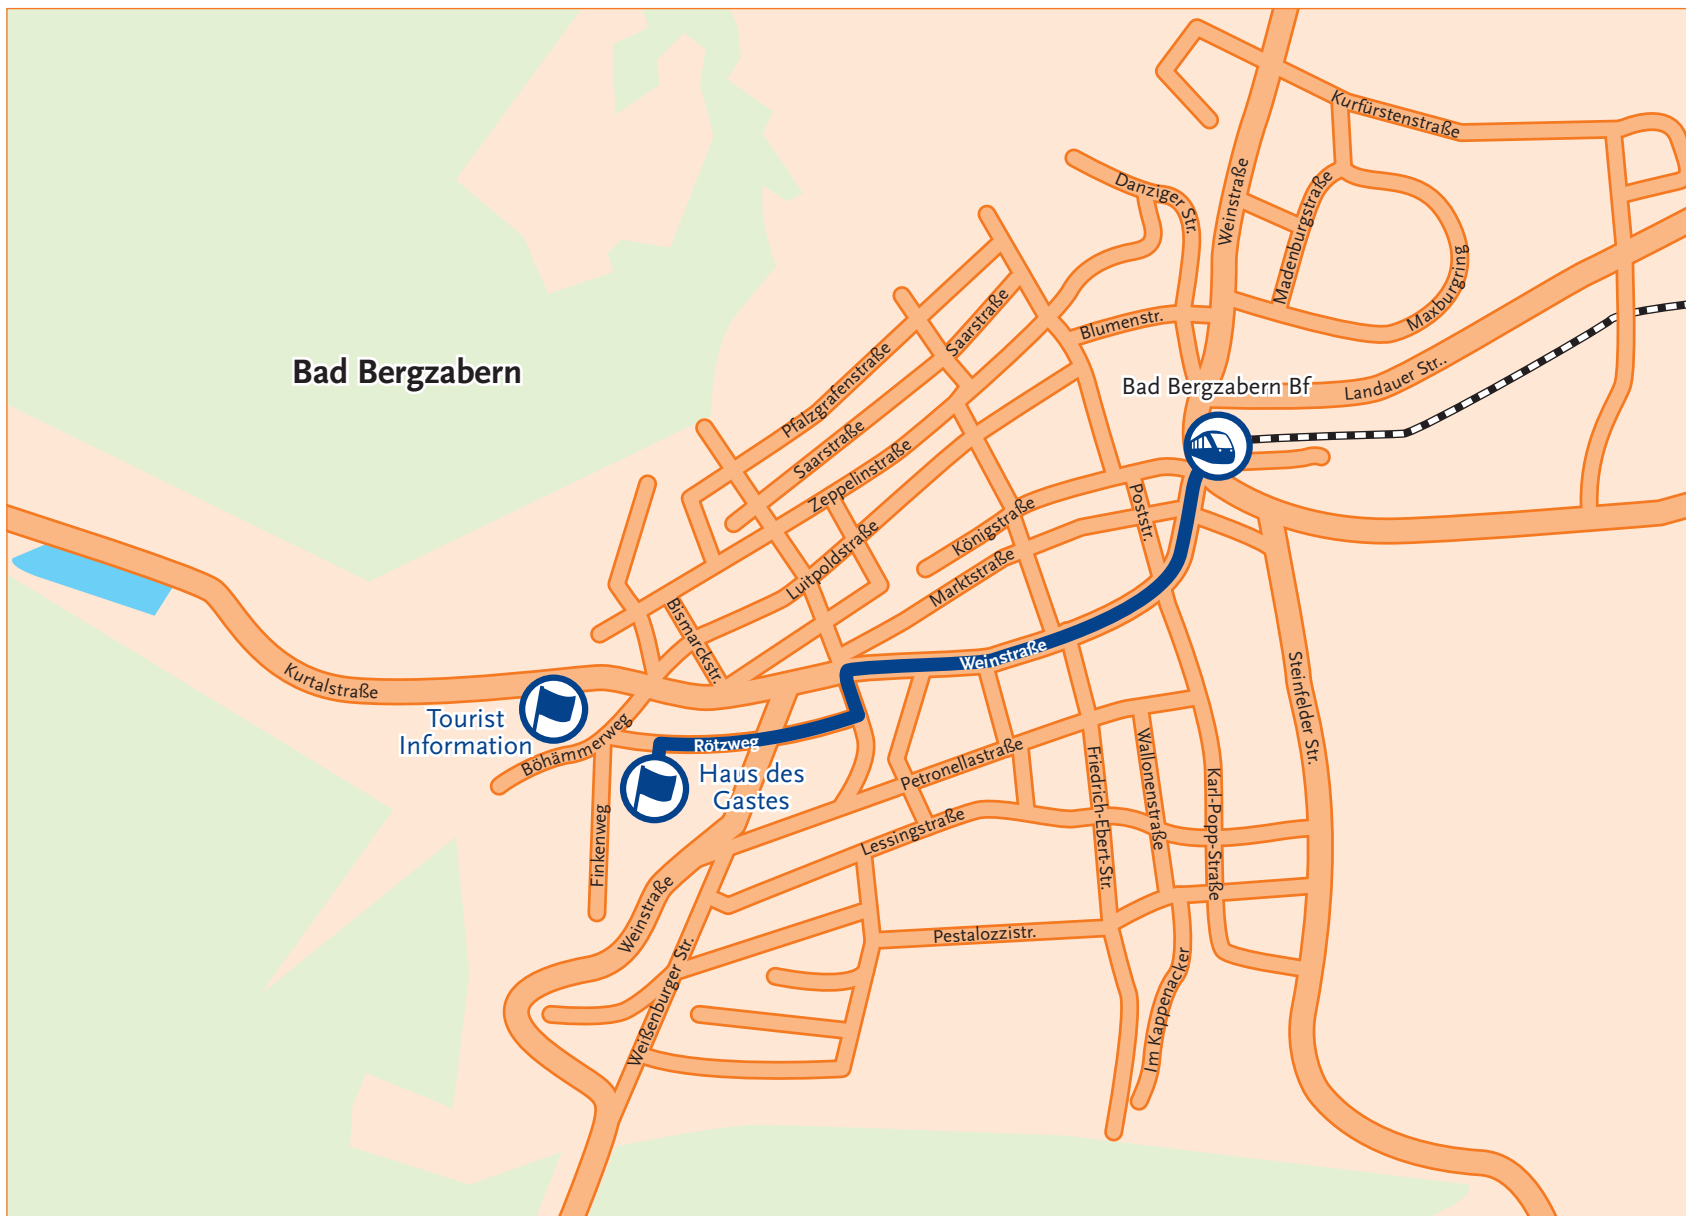 Kurfürstenstraße
Danziger Str.
Weinstraße
Madenburgstraße
Maxburgring
Saarstraße
Blumenstr.
Pfalzgrafenstraße
Landauer Str..
Bad Bergzabern
Bad Bergzabern Bf
Saarstraße
Zeppelinstraße
Königstraße
Poststr.
Luitpoldstraße
Marktstraße
Bismarckstr.
Weinstraße
Kurtalstraße
Steinfelder Str.
Tourist
Information
Böhämmerweg
Rötzweg
Haus des
Gastes
Petronellastraße
Friedrich-Ebert-Str.
Wallonenstraße
Karl-Popp-Straße
Finkenweg
Lessingstraße
Weinstraße
Pestalozzistr.
Weißenburger Str.
Im Kappenacker